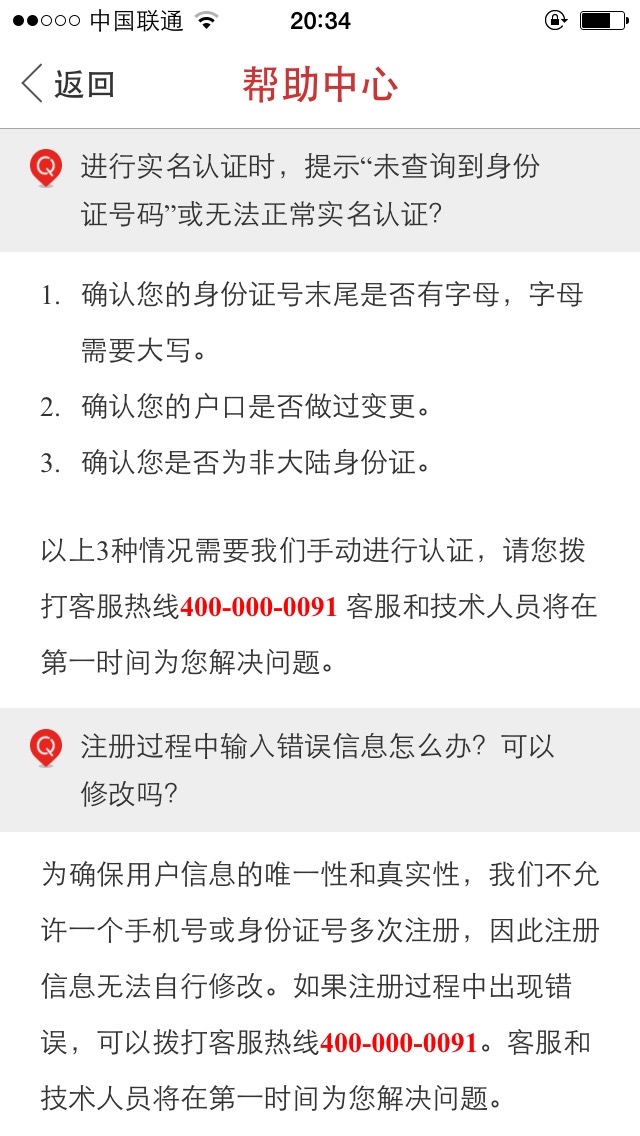 中国联通 20:34
返回 帮助中心
Q 进行实名认证时，提示“未查询到身份
证号码”或无法正常实名认证？
1. 确认您的身份证号末尾是否有字母，字母
需要大写。
2. 确认您的户口是否做过变更。
3. 确认您是否为非大陆身份证。
以上3种情况需要我们手动进行认证，请您拨
打客服热线400-000-0091 客服和技术人员将在
第一时间为您解决问题。
Q 注册过程中输入错误信息怎么办？可以
修改吗？
为确保用户信息的唯一性和真实性，我们不允
许一个手机号或身份证号多次注册，因此注册
信息无法自行修改。如果注册过程中出现错
误，可以拨打客服热线400-000-0091。客服和
技术人员将在第一时间为您解决问题。